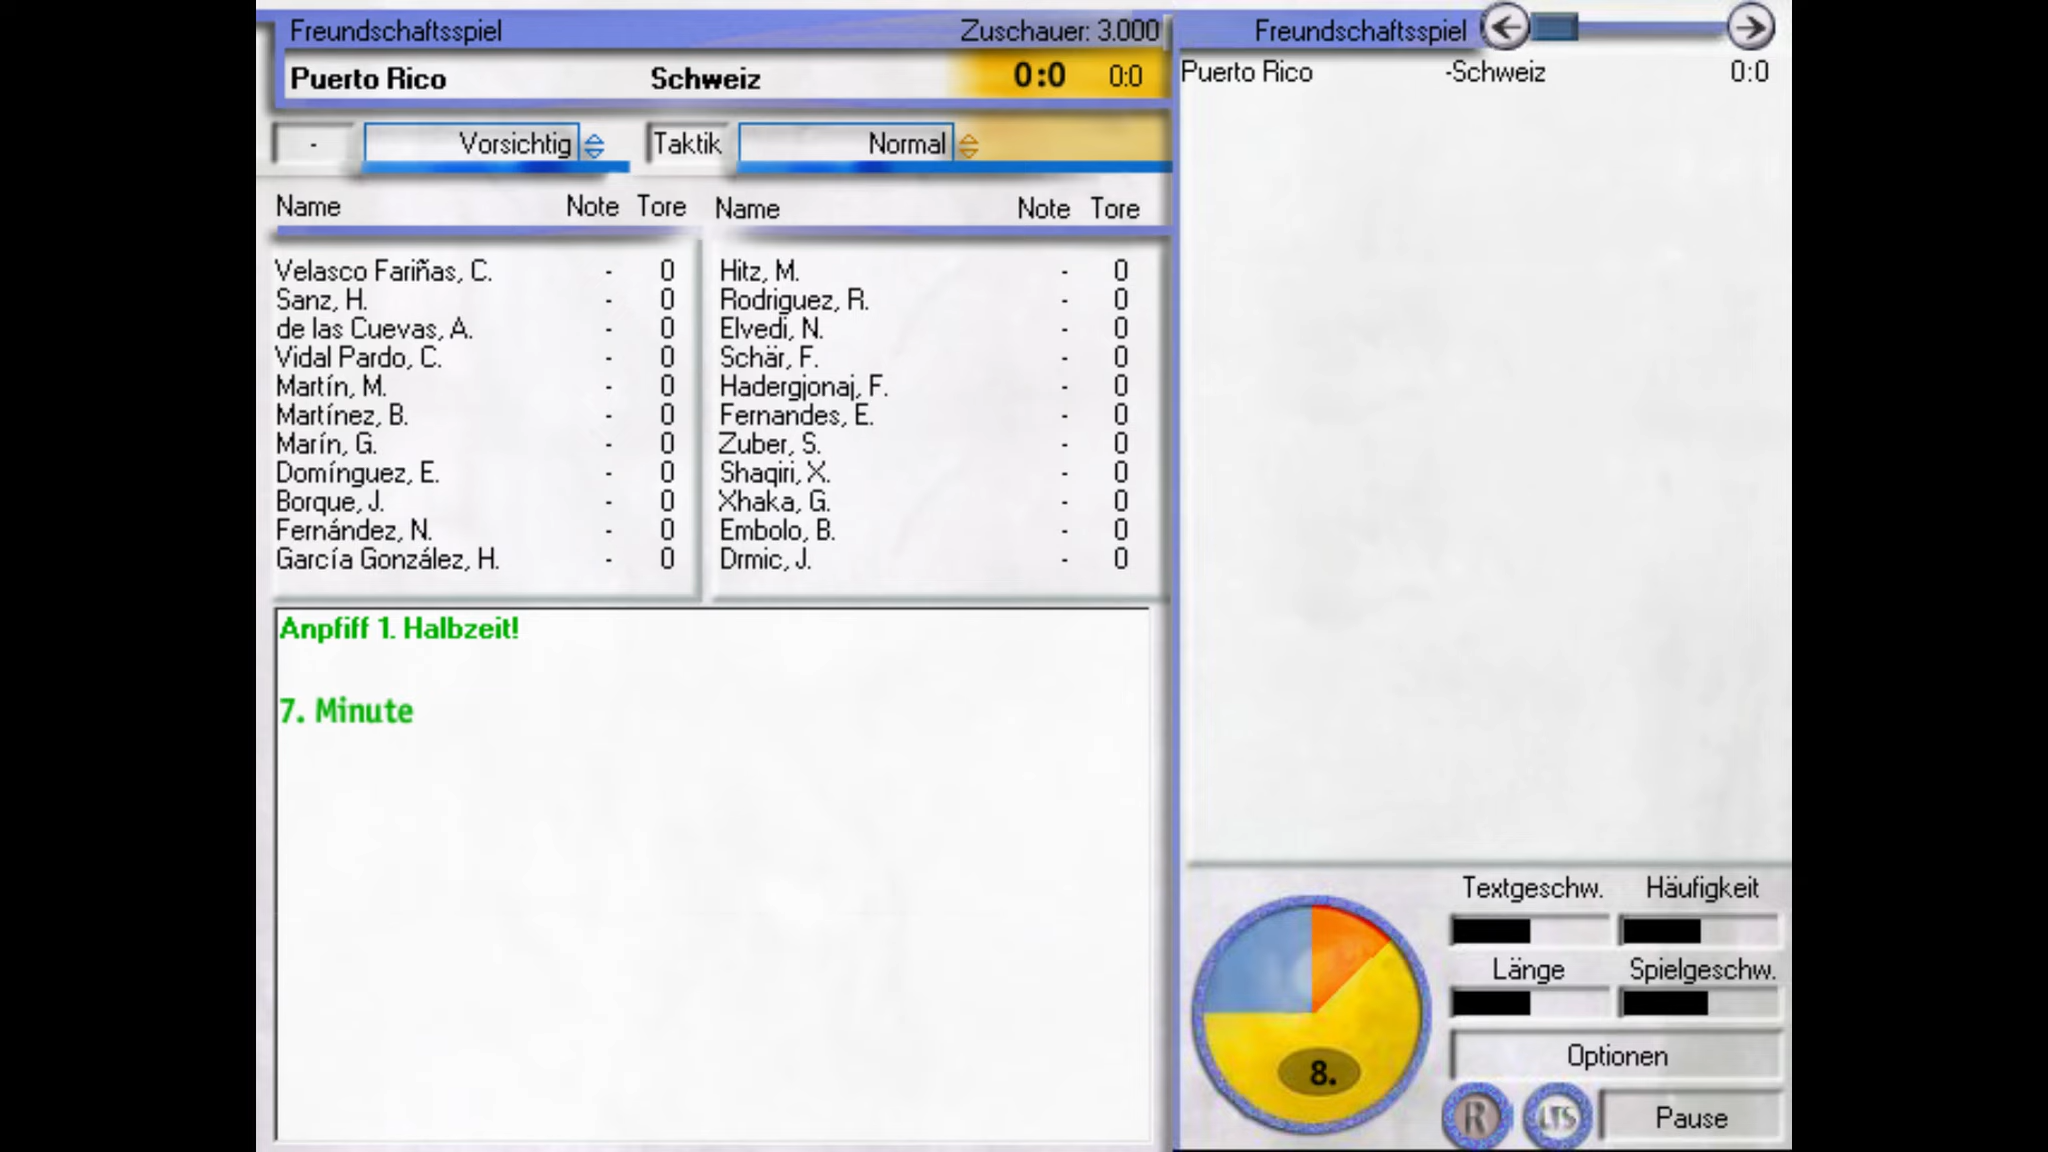 Freundschaftsspiel Zuschauer: 3.000
Puerto Rico Schweiz 0:0 0:0
- Vorsichtig Taktik Normal
Name Note Tore Name Note Tore
Velasco Fariñas, C. - 0 Hitz, M. - 0
Sanz, H. - 0 Rodriguez, R. - 0
de las Cuevas, A. - 0 Elvedi, N. - 0
Vidal Pardo, C. - 0 Schär, F. - 0
Martín, M. - 0 Hadergjonaj, F. - 0
Martínez, B. - 0 Fernandes, E. - 0
Marín, G. - 0 Zuber, S. - 0
Domínguez, E. - 0 Shaqiri, X. - 0
Borque, J. - 0 Xhaka, G. - 0
Fernández, N. - 0 Embolo, B. - 0
García González, H. - 0 Drmic, J. - 0
Anpfiff 1. Halbzeit!
7. Minute
Freundschaftsspiel
Puerto Rico -Schweiz 0:0
Textgeschw. Häufigkeit
Länge Spielgeschw.
8.
Optionen
R LTS Pause